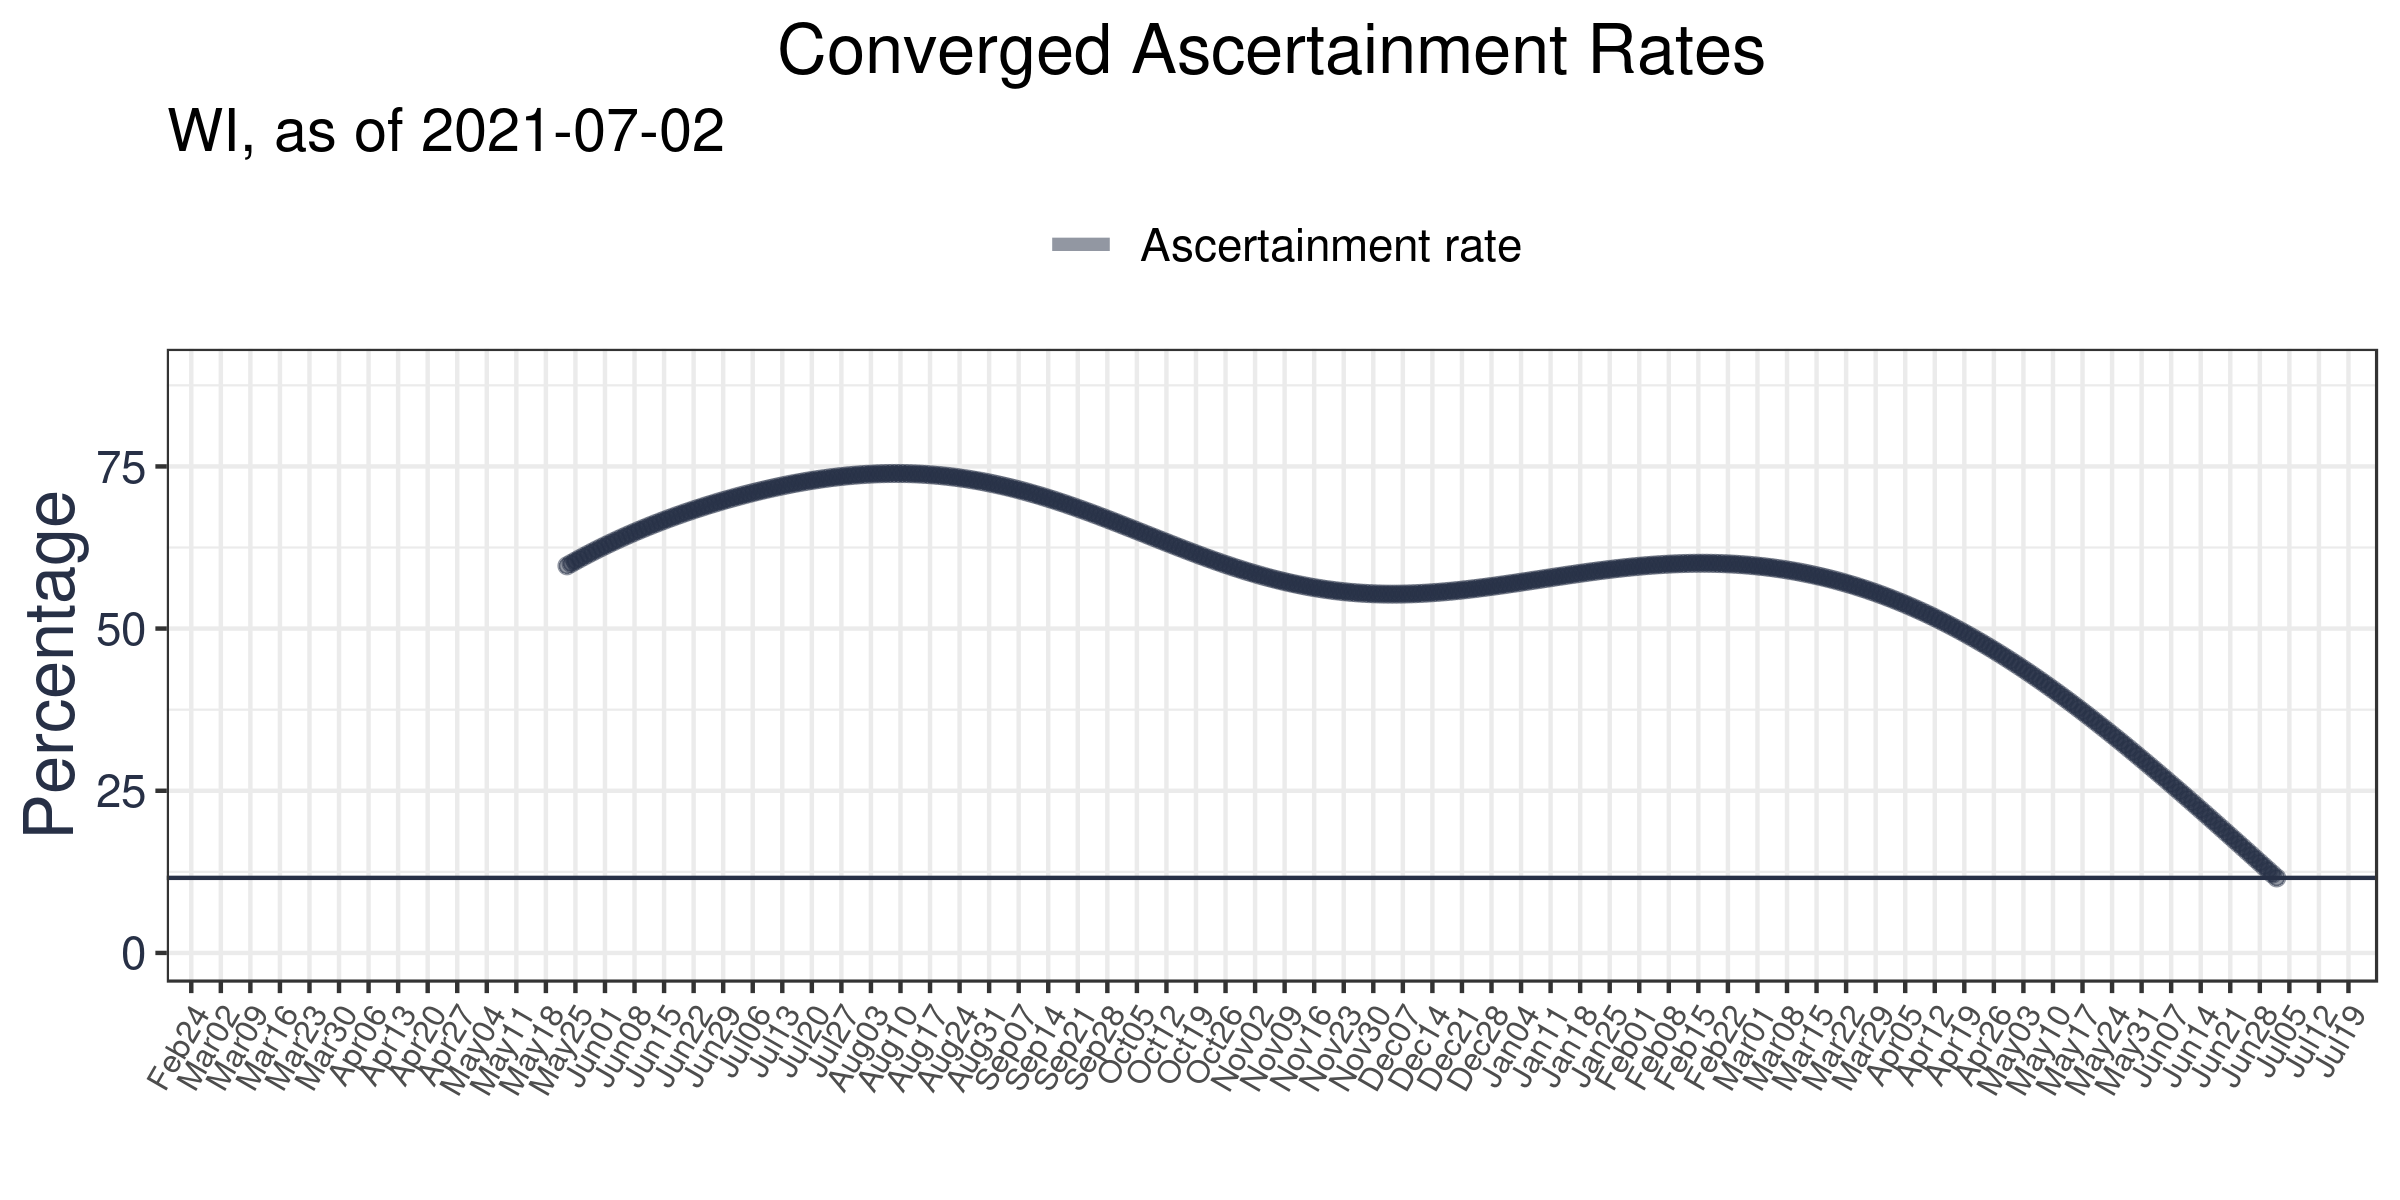 Converged Ascertainment Rates
WI, as of 2021-07-02
Ascertainment rate
Percentage
75
50
25
0
Feb24 Mar02 Mar09 Mar16 Mar23 Mar30 Apr06 Apr13 Apr20 Apr27 May04 May11 May18 May25 Jun01 Jun08 Jun15 Jun22 Jun29 Jul06 Jul13 Jul20 Jul27 Aug03 Aug10 Aug17 Aug24 Aug31 Sep07 Sep14 Sep21 Sep28 Oct05 Oct12 Oct19 Oct26 Nov02 Nov09 Nov16 Nov23 Nov30 Dec07 Dec14 Dec21 Dec28 Jan04 Jan11 Jan18 Jan25 Feb01 Feb08 Feb15 Feb22 Mar01 Mar08 Mar15 Mar22 Mar29 Apr05 Apr12 Apr19 Apr26 May03 May10 May17 May24 May31 Jun07 Jun14 Jun21 Jun28 Jul05 Jul12 Jul19